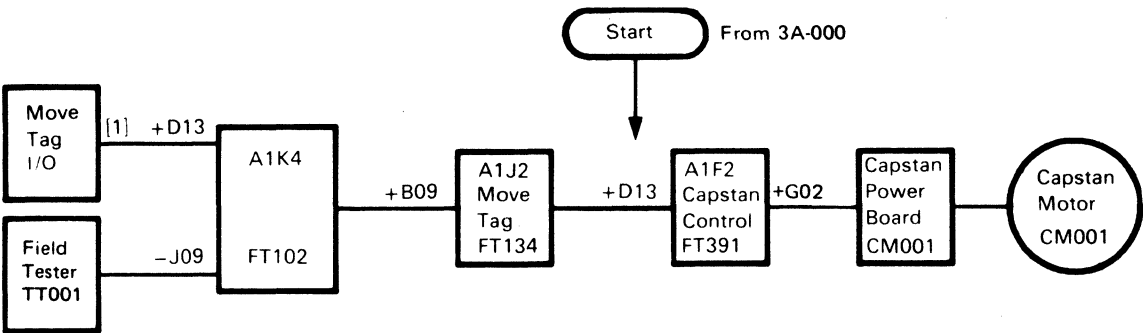 Start
From 3A-000
Move
Tag
I/O
[1]
+D13
A1K4
FT102
Field
Tester
TT001
−J09
+B09
A1J2
Move
Tag
FT134
+D13
A1F2
Capstan
Control
FT391
+G02
Capstan
Power
Board
CM001
Capstan
Motor
CM001